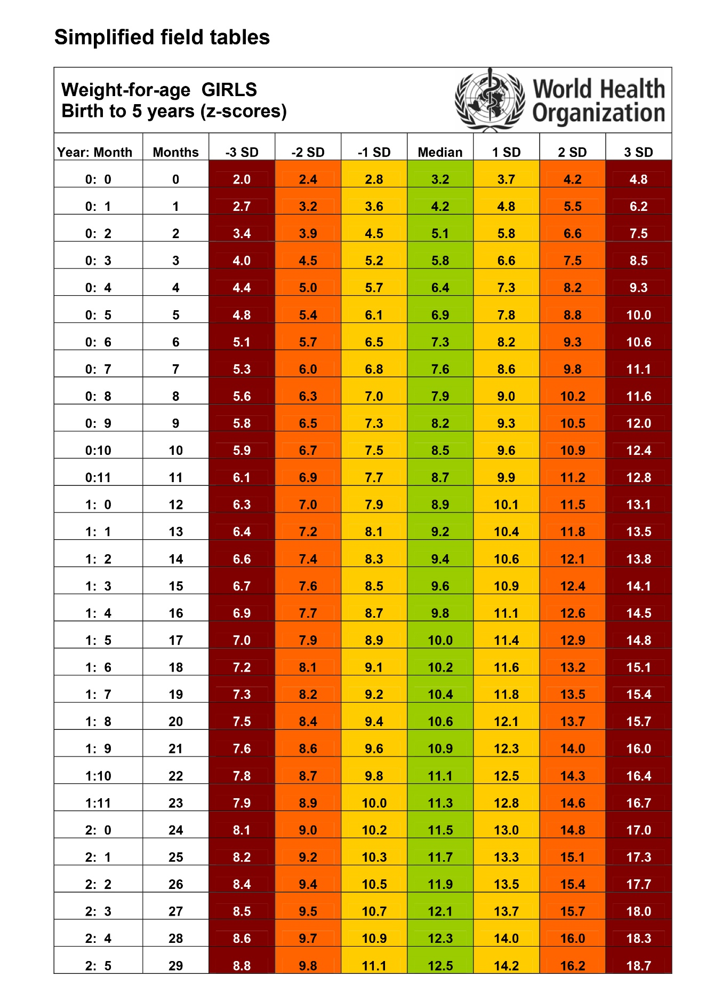 Simplified field tables
Weight-for-age GIRLS
Birth to 5 years (z-scores)
World Health
Organization
Year: Month Months -3 SD -2 SD -1 SD Median 1 SD 2 SD 3 SD
0: 0 0 2.0 2.4 2.8 3.2 3.7 4.2 4.8
0: 1 1 2.7 3.2 3.6 4.2 4.8 5.5 6.2
0: 2 2 3.4 3.9 4.5 5.1 5.8 6.6 7.5
0: 3 3 4.0 4.5 5.2 5.8 6.6 7.5 8.5
0: 4 4 4.4 5.0 5.7 6.4 7.3 8.2 9.3
0: 5 5 4.8 5.4 6.1 6.9 7.8 8.8 10.0
0: 6 6 5.1 5.7 6.5 7.3 8.2 9.3 10.6
0: 7 7 5.3 6.0 6.8 7.6 8.6 9.8 11.1
0: 8 8 5.6 6.3 7.0 7.9 9.0 10.2 11.6
0: 9 9 5.8 6.5 7.3 8.2 9.3 10.5 12.0
0:10 10 5.9 6.7 7.5 8.5 9.6 10.9 12.4
0:11 11 6.1 6.9 7.7 8.7 9.9 11.2 12.8
1: 0 12 6.3 7.0 7.9 8.9 10.1 11.5 13.1
1: 1 13 6.4 7.2 8.1 9.2 10.4 11.8 13.5
1: 2 14 6.6 7.4 8.3 9.4 10.6 12.1 13.8
1: 3 15 6.7 7.6 8.5 9.6 10.9 12.4 14.1
1: 4 16 6.9 7.7 8.7 9.8 11.1 12.6 14.5
1: 5 17 7.0 7.9 8.9 10.0 11.4 12.9 14.8
1: 6 18 7.2 8.1 9.1 10.2 11.6 13.2 15.1
1: 7 19 7.3 8.2 9.2 10.4 11.8 13.5 15.4
1: 8 20 7.5 8.4 9.4 10.6 12.1 13.7 15.7
1: 9 21 7.6 8.6 9.6 10.9 12.3 14.0 16.0
1:10 22 7.8 8.7 9.8 11.1 12.5 14.3 16.4
1:11 23 7.9 8.9 10.0 11.3 12.8 14.6 16.7
2: 0 24 8.1 9.0 10.2 11.5 13.0 14.8 17.0
2: 1 25 8.2 9.2 10.3 11.7 13.3 15.1 17.3
2: 2 26 8.4 9.4 10.5 11.9 13.5 15.4 17.7
2: 3 27 8.5 9.5 10.7 12.1 13.7 15.7 18.0
2: 4 28 8.6 9.7 10.9 12.3 14.0 16.0 18.3
2: 5 29 8.8 9.8 11.1 12.5 14.2 16.2 18.7